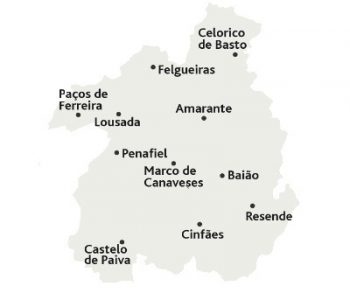 Celorico
de Basto
Felgueiras
Paços de
Ferreira
Lousada
Amarante
Penafiel
Marco de
Canaveses
Baião
Resende
Cinfães
Castelo
de Paiva